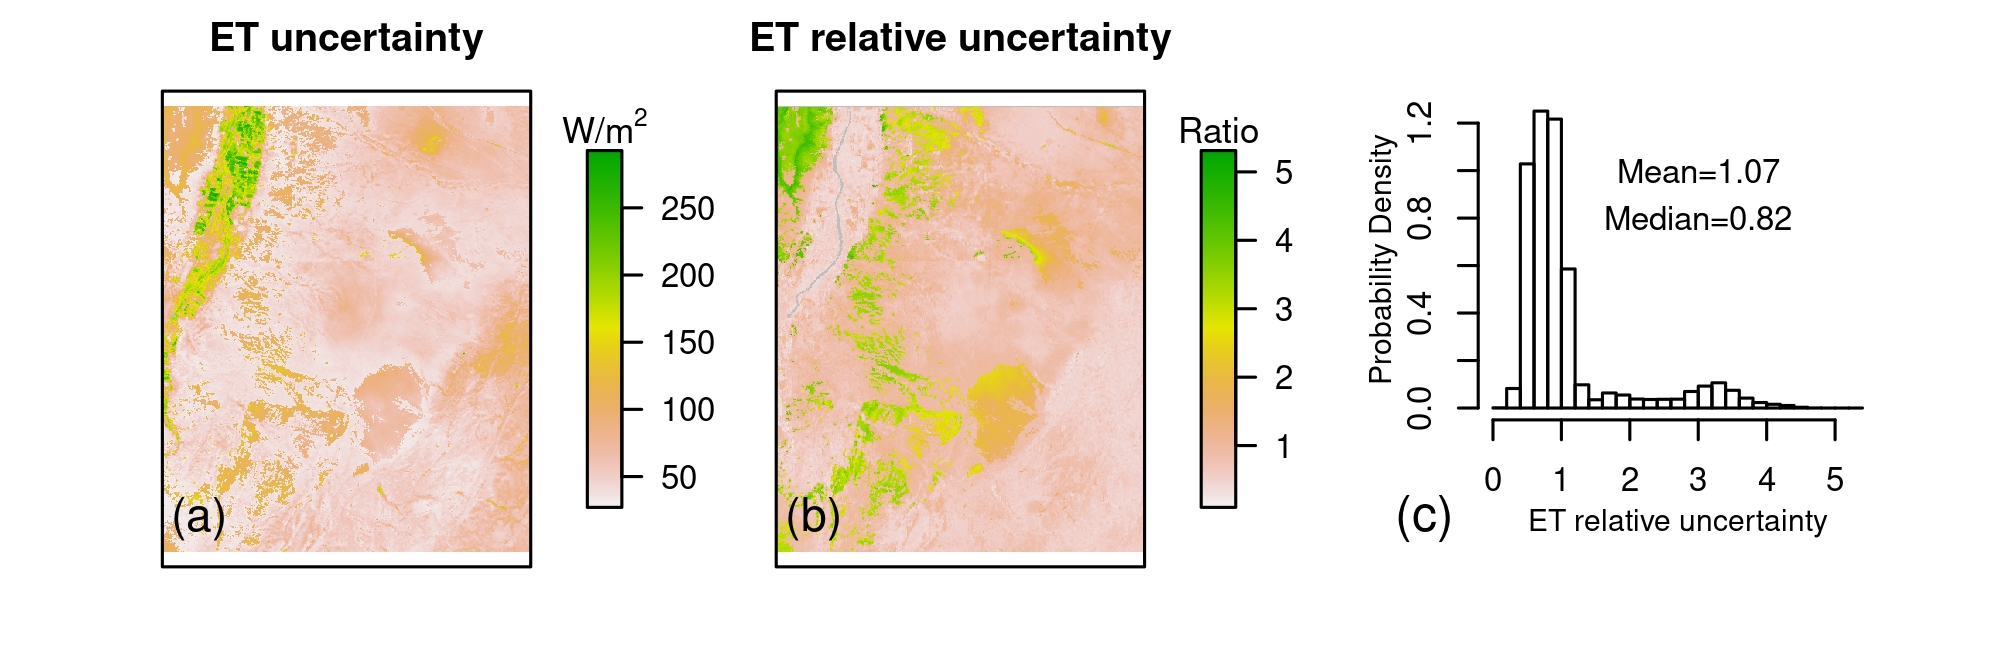 ET uncertainty
W/m2
250
200
150
100
50
(a)
ET relative uncertainty
Ratio
5
4
3
2
1
(b)
Probability Density
0.0 0.4 0.8 1.2
Mean=1.07
Median=0.82
0 1 2 3 4 5
ET relative uncertainty
(c)